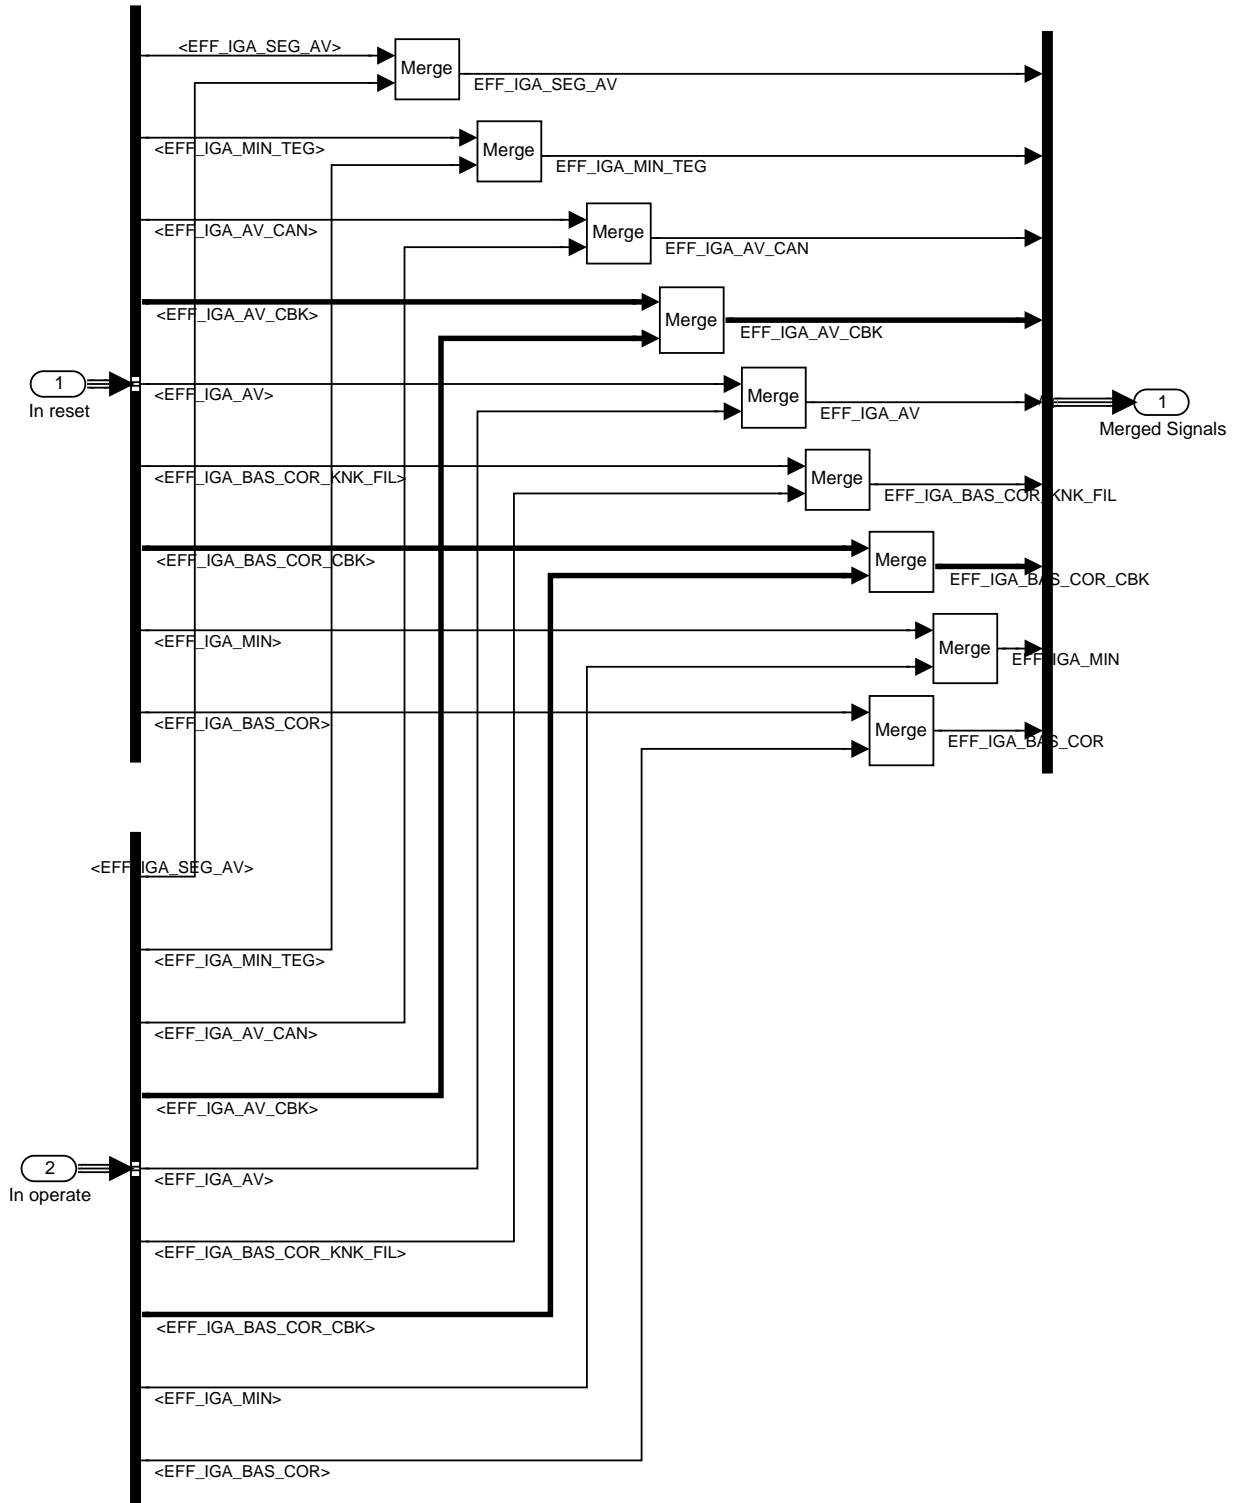 <EFF_IGA_SEG_AV>
Merge
EFF_IGA_SEG_AV
<EFF_IGA_MIN_TEG>
Merge
EFF_IGA_MIN_TEG
<EFF_IGA_AV_CAN>
Merge
EFF_IGA_AV_CAN
<EFF_IGA_AV_CBK>
Merge
EFF_IGA_AV_CBK
1
In reset
<EFF_IGA_AV>
Merge
EFF_IGA_AV
1
Merged Signals
<EFF_IGA_BAS_COR_KNK_FIL>
Merge
EFF_IGA_BAS_COR_KNK_FIL
<EFF_IGA_BAS_COR_CBK>
Merge
EFF_IGA_BAS_COR_CBK
<EFF_IGA_MIN>
Merge
EFF_IGA_MIN
<EFF_IGA_BAS_COR>
Merge
EFF_IGA_BAS_COR
<EFF_IGA_SEG_AV>
<EFF_IGA_MIN_TEG>
<EFF_IGA_AV_CAN>
<EFF_IGA_AV_CBK>
2
In operate
<EFF_IGA_AV>
<EFF_IGA_BAS_COR_KNK_FIL>
<EFF_IGA_BAS_COR_CBK>
<EFF_IGA_MIN>
<EFF_IGA_BAS_COR>